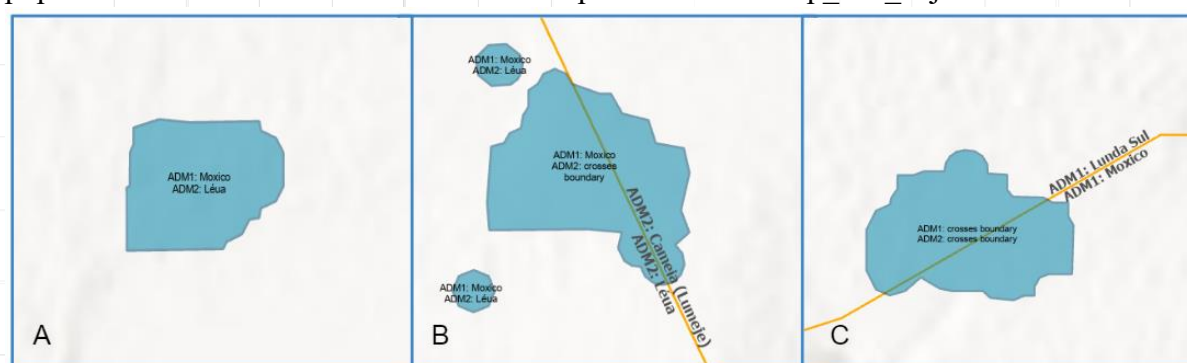 ADM1: Moxico
ADM2: Léua
A
ADM1: Moxico
ADM2: Léua
ADM1: Moxico
ADM2: crosses
boundary
ADM2: Cameia (Lumeje)
ADM2: Léua
ADM1: Moxico
ADM2: Léua
B
ADM1: Lunda Sul
ADM1: Moxico
ADM1: crosses boundary
ADM2: crosses boundary
C